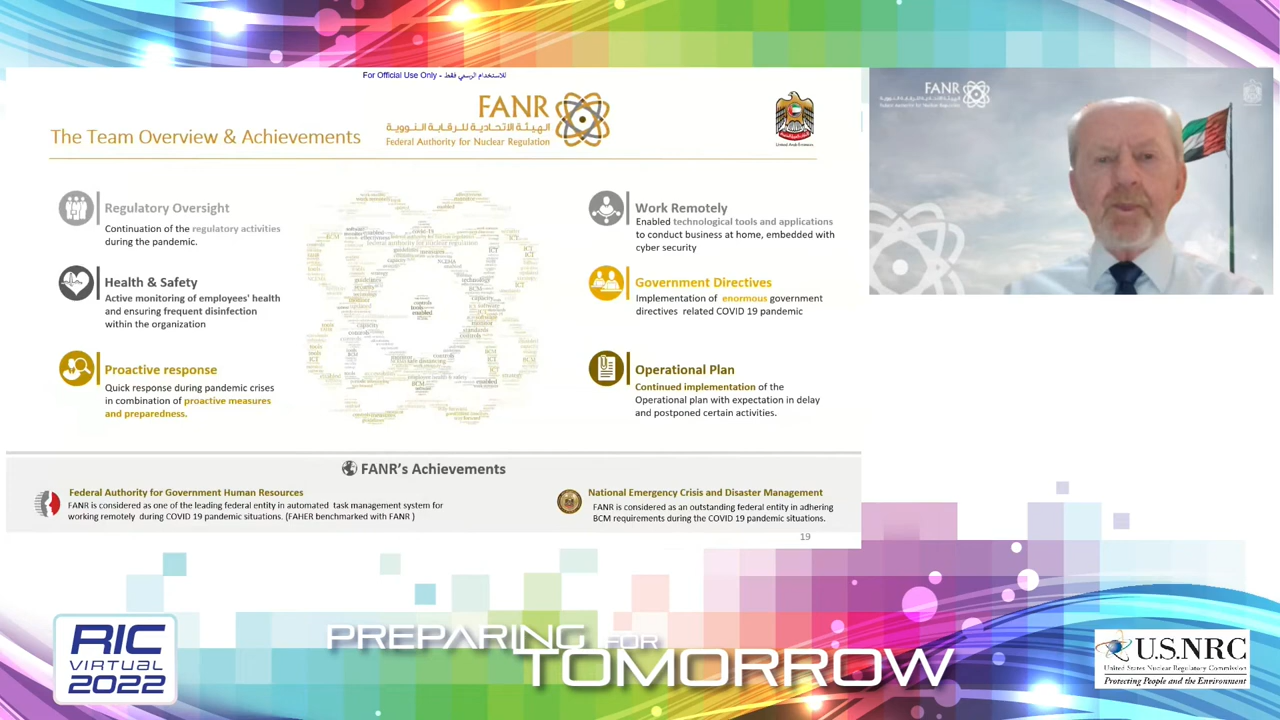 For Official Use Only - للاستخدام الرسمي فقط
The Team Overview & Achievements
FANR
الهيئة الاتحادية للرقابة النووية
Federal Authority for Nuclear Regulation
United Arab Emirates
FANR
Regulatory Oversight
Continuation of the regulatory activities
during the pandemic.
Health & Safety
Active monitoring of employees' health
and ensuring frequent disinfection
within the organization
Proactive response
Quick response during pandemic crises
in combination of proactive measures
and preparedness.
Work Remotely
Enabled technological tools and applications
to conduct business at home, embedded with
cyber security
Government Directives
Implementation of enormous government
directives related COVID 19 pandemic.
Operational Plan
Continued implementation of the
Operational plan with expectation in delay
and postponed certain activities.
FANR's Achievements
Federal Authority for Government Human Resources
FANR is considered as one of the leading federal entity in automated task management system for
working remotely during COVID 19 pandemic situations. (FAHER benchmarked with FANR )
National Emergency Crisis and Disaster Management
FANR is considered as an outstanding federal entity in adhering
BCM requirements during the COVID 19 pandemic situations.
19
RIC
VIRTUAL
2022
PREPARING FOR
TOMORROW
U.S.NRC
United States Nuclear Regulatory Commission
Protecting People and the Environment